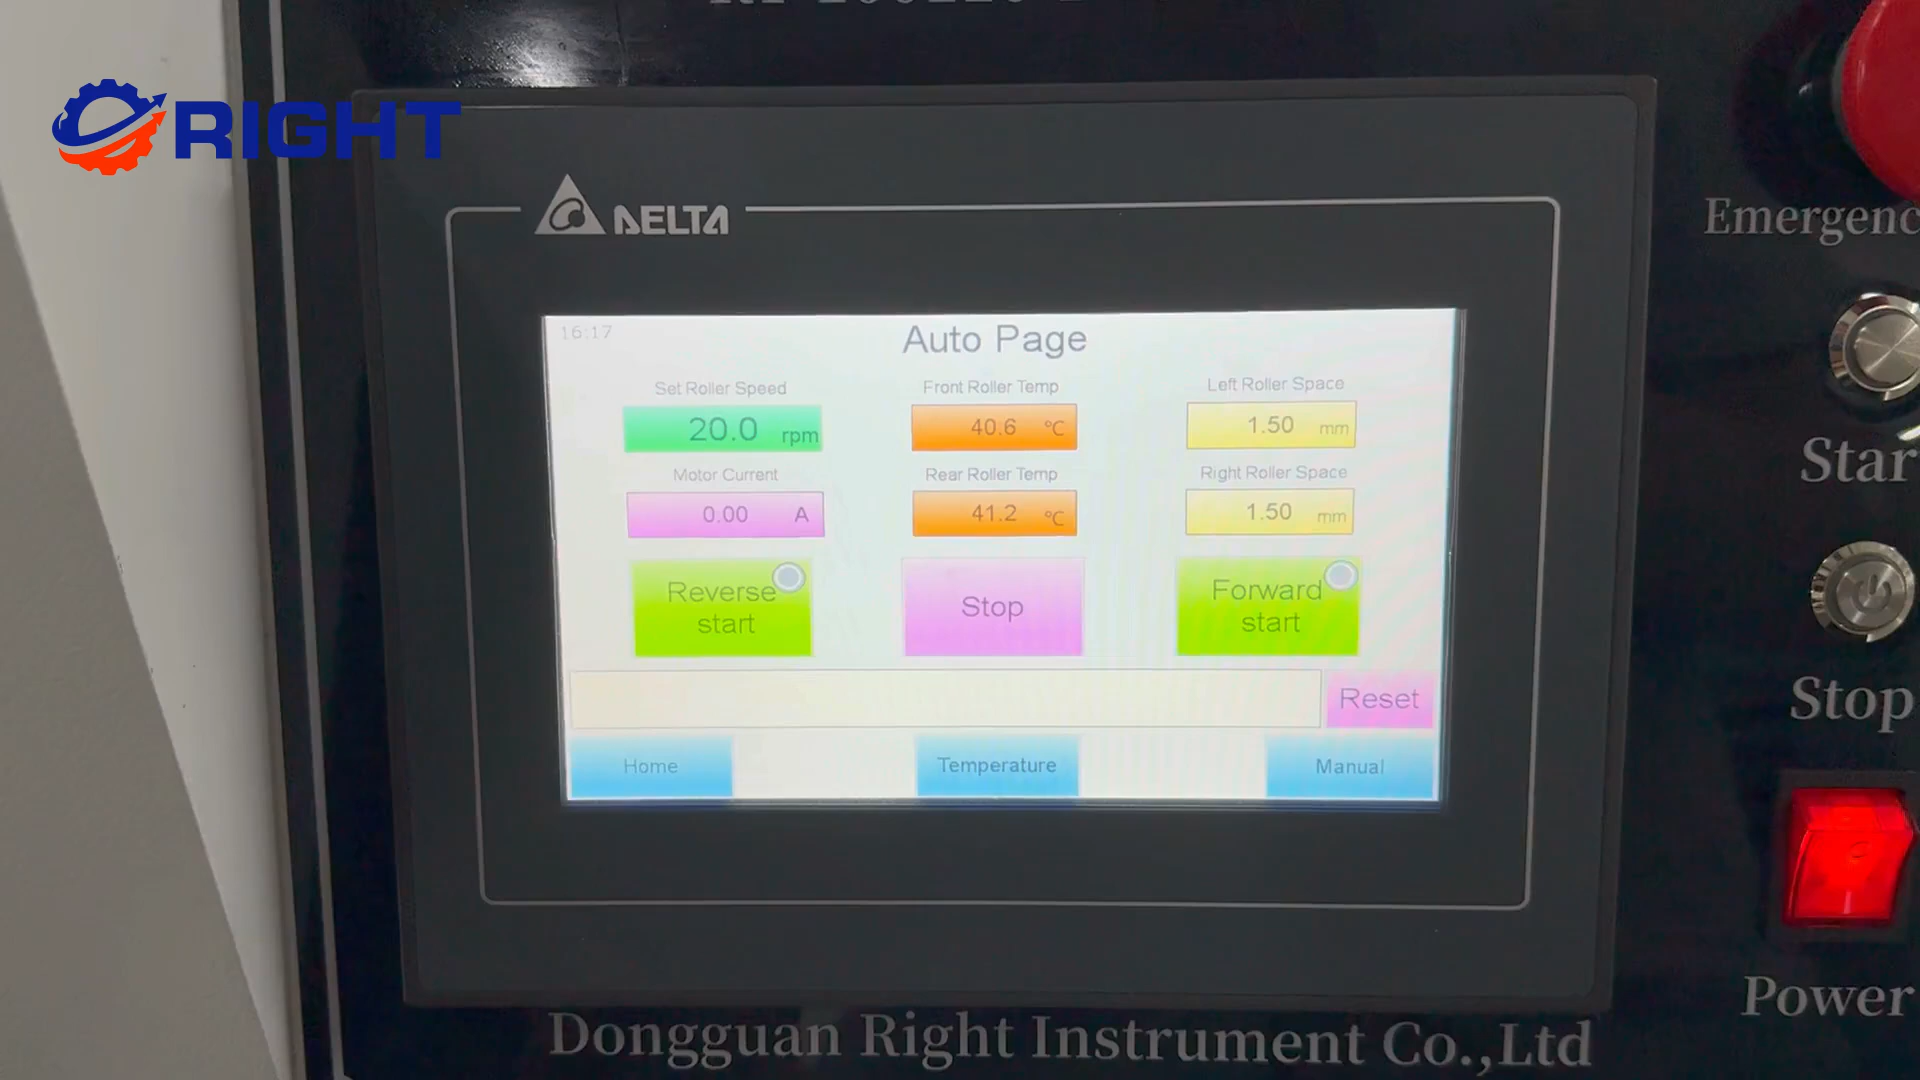 RIGHT
DELTA
16:17
Auto Page
Set Roller Speed
Front Roller Temp
Left Roller Space
20.0 rpm
40.6 °C
1.50 mm
Motor Current
Rear Roller Temp
Right Roller Space
0.00 A
41.2 °C
1.50 mm
Reverse
start
Stop
Forward
start
Reset
Home
Temperature
Manual
Emergenc
Star
Stop
Power
Dongguan Right Instrument Co.,Ltd